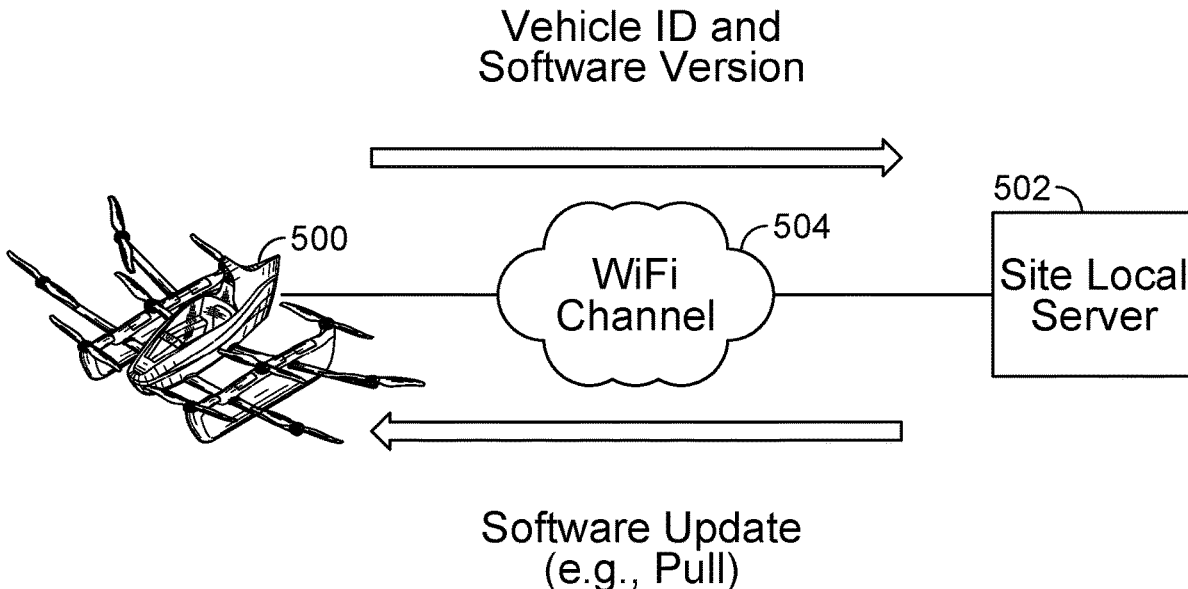 Vehicle ID and
Software Version
500
504
502
WiFi
Channel
Site Local
Server
Software Update
(e.g., Pull)